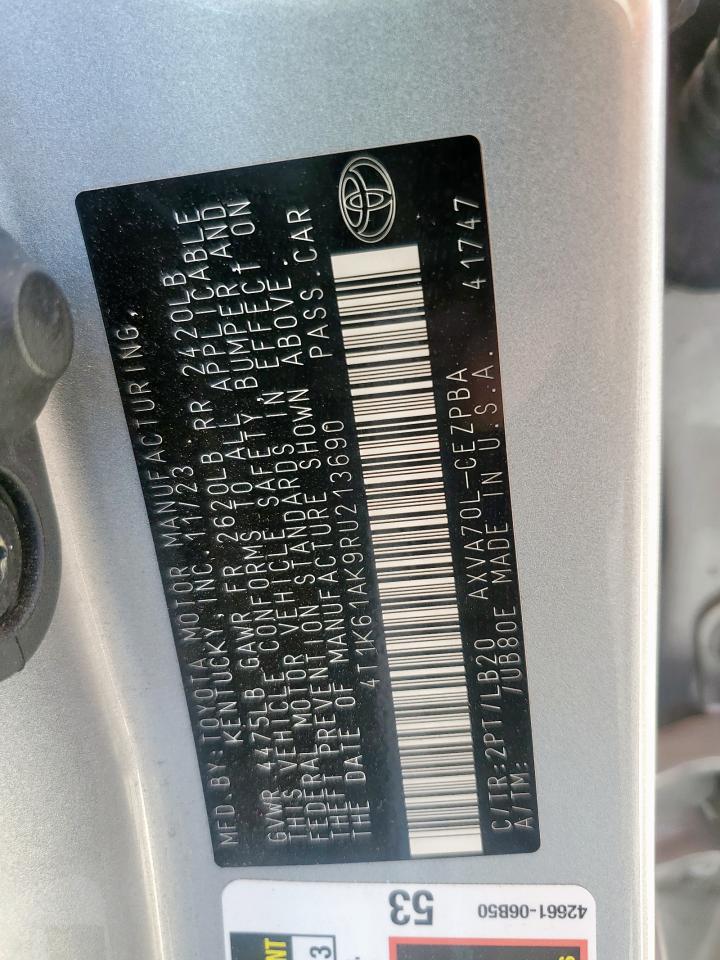 MFD.BY:TOYOTA MOTOR MANUFACTURING,
KENTUCKY, INC. 11/23
GVWR 4475LB GAWR FR 2620LB RR 2420LB
THIS VEHICLE CONFORMS TO ALL APPLICABLE
FEDERAL MOTOR VEHICLE SAFETY, BUMPER, AND
THEFT PREVENTION STANDARDS IN EFFECT ON
THE DATE OF MANUFACTURE SHOWN ABOVE.
4T1K61AK9RU213690 PASS.CAR
C/TR:2PT/LB20 AXVA70L-CEZPBA
A/TM: /UB80E MADE IN U.S.A. 41747
53
42661-06B50